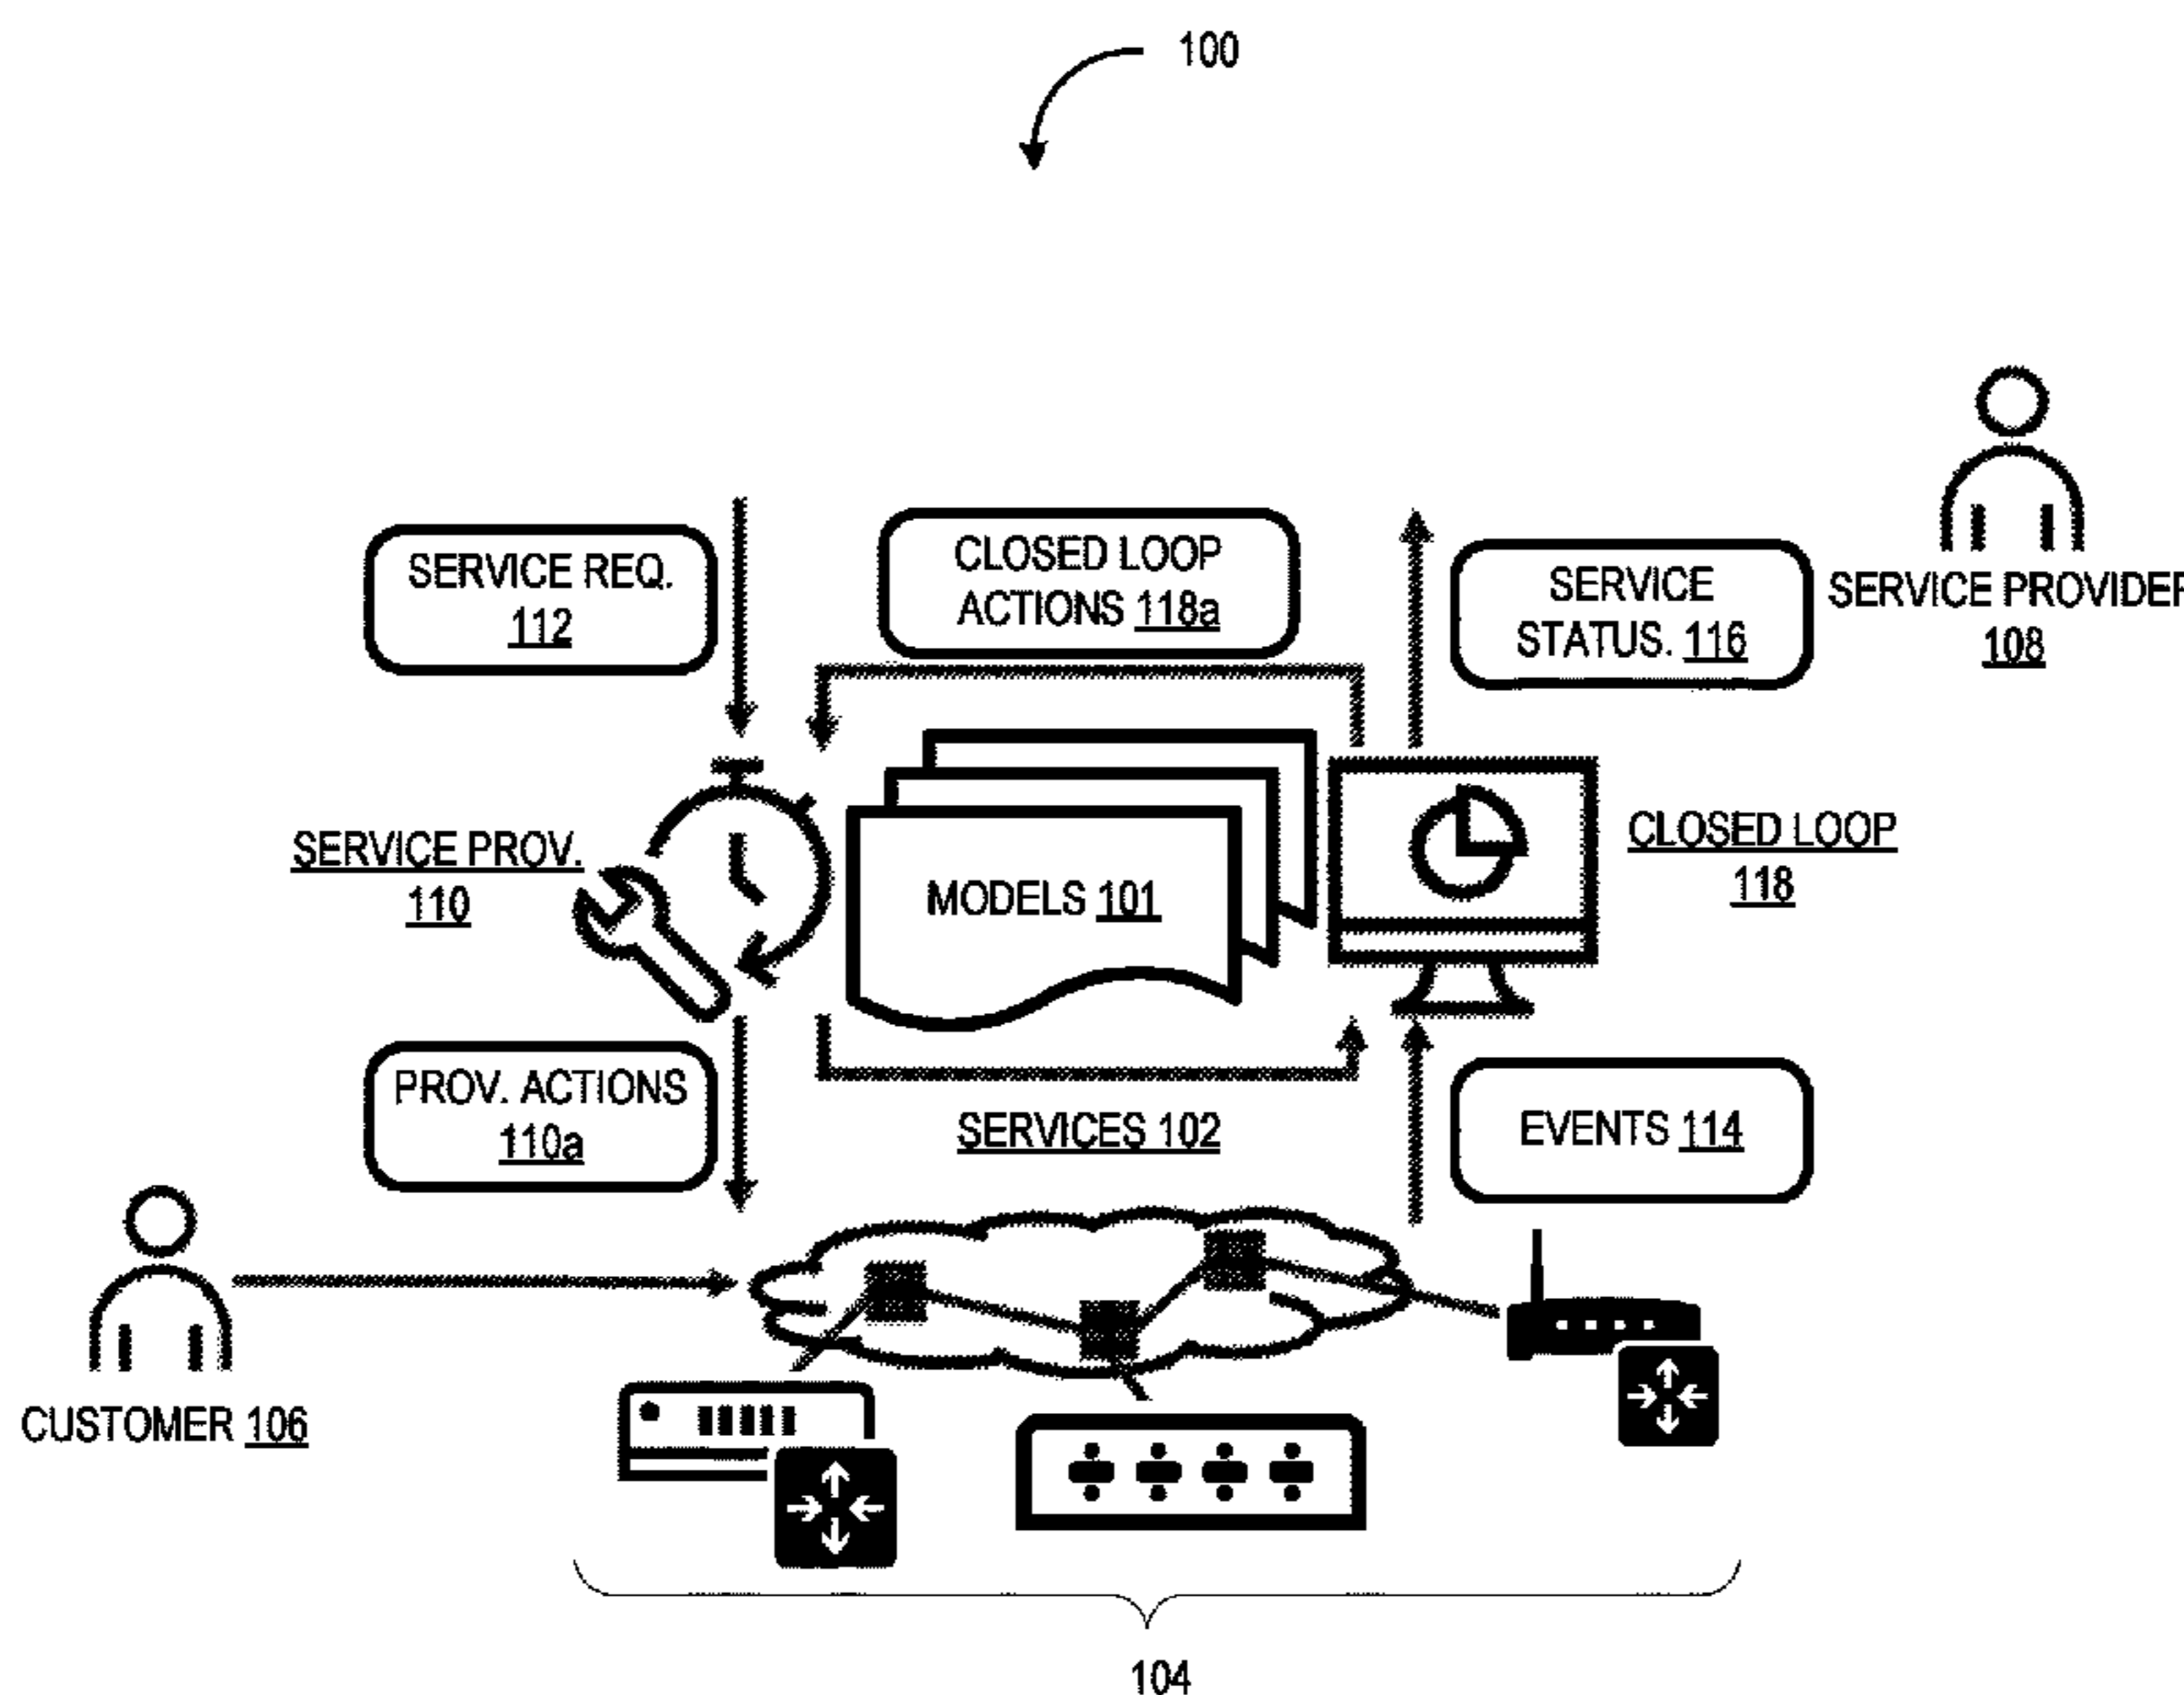 100
SERVICE REQ.
112
CLOSED LOOP
ACTIONS 118a
SERVICE
STATUS. 116
SERVICE PROVIDER
108
SERVICE PROV.
110
MODELS 101
CLOSED LOOP
118
PROV. ACTIONS
110a
SERVICES 102
EVENTS 114
CUSTOMER 106
104